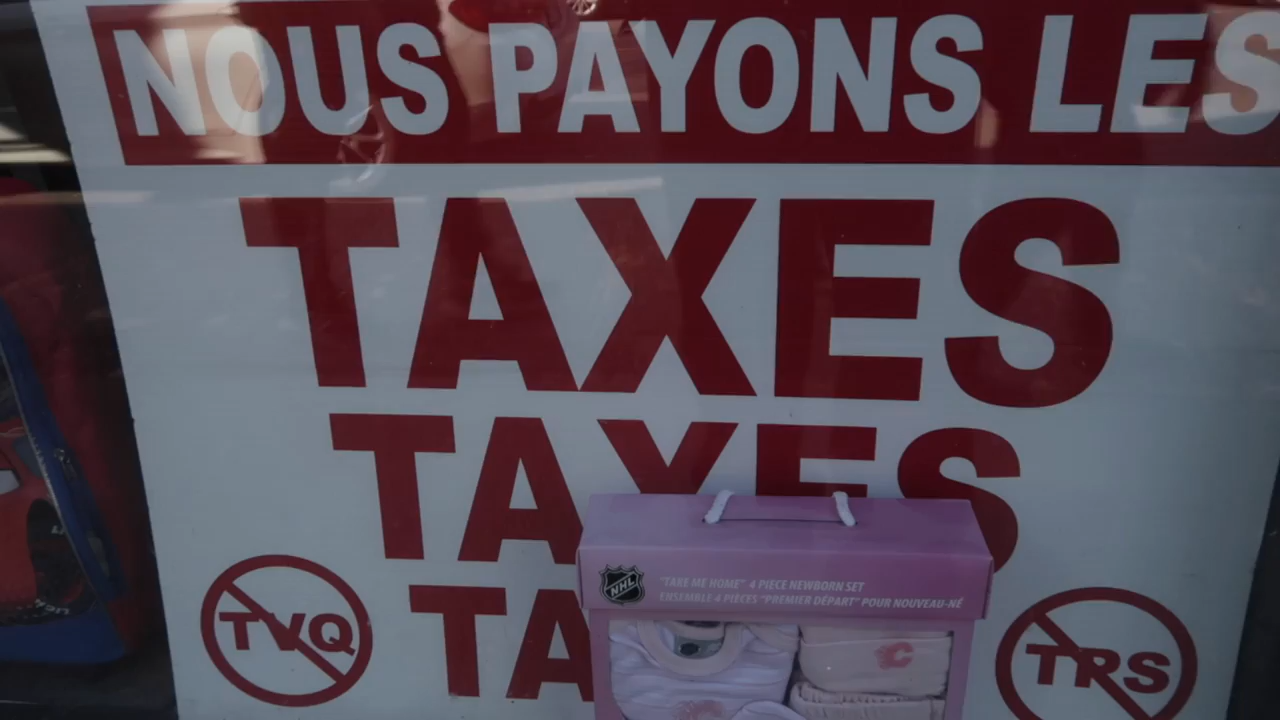 NOUS PAYONS LES
TAXES
TAXES
TVQ
TA
TRS
NHL
"TAKE ME HOME" 4 PIECE NEWBORN SET
ENSEMBLE 4 PIÈCES "PREMIER DÉPART" POUR NOUVEAU-NÉ